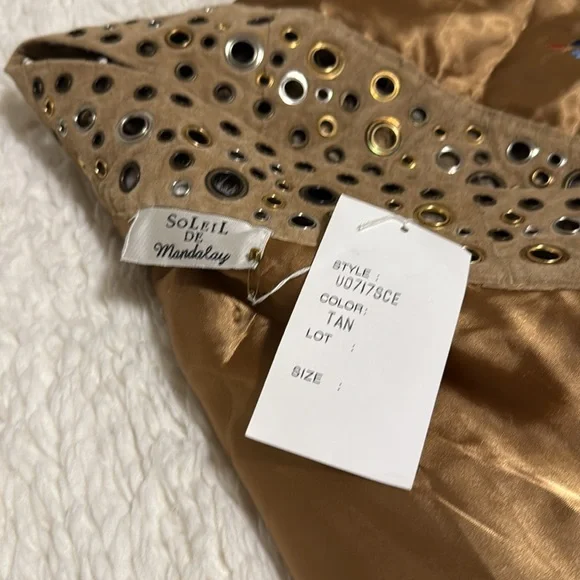 SOLEIL
DE
Mandalay
STYLE :
U0717SCE
COLOR:
TAN
LOT :
SIZE :